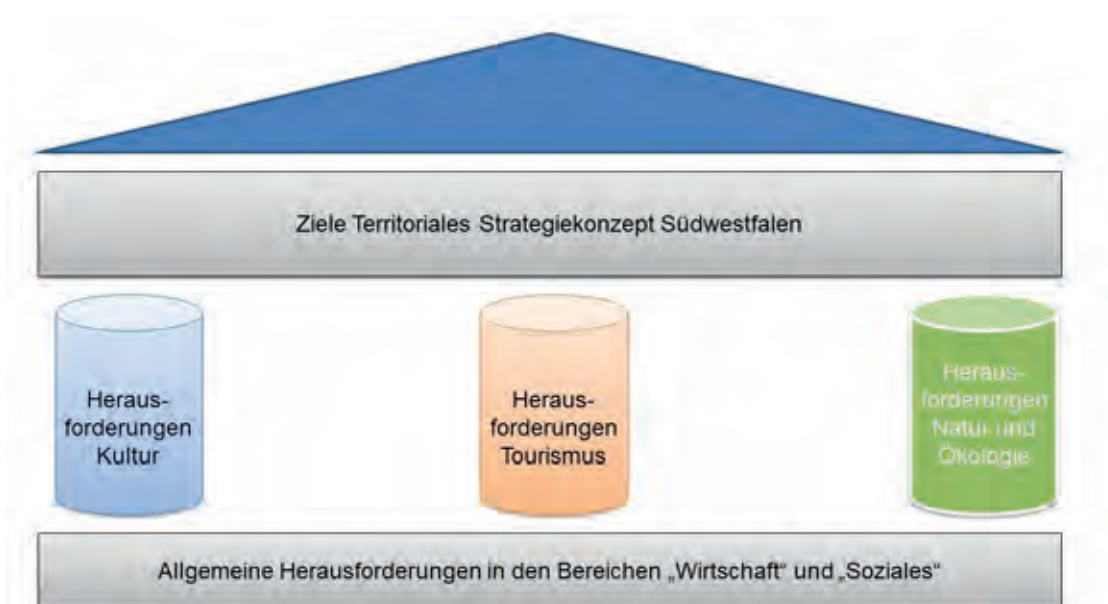 Ziele Territoriales Strategiekonzept Südwestfalen
Heraus-
forderungen
Kultur
Heraus-
forderungen
Tourismus
Heraus-
forderungen
Natur und
Ökologie
Allgemeine Herausforderungen in den Bereichen „Wirtschaft“ und „Soziales“